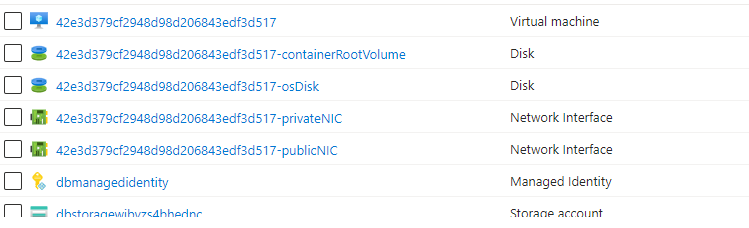 42e3d379cf2948d98d206843edf3d517 Virtual machine
42e3d379cf2948d98d206843edf3d517-containerRootVolume Disk
42e3d379cf2948d98d206843edf3d517-osDisk Disk
42e3d379cf2948d98d206843edf3d517-privateNIC Network Interface
42e3d379cf2948d98d206843edf3d517-publicNIC Network Interface
dbmanagedidentity Managed Identity
Storage account